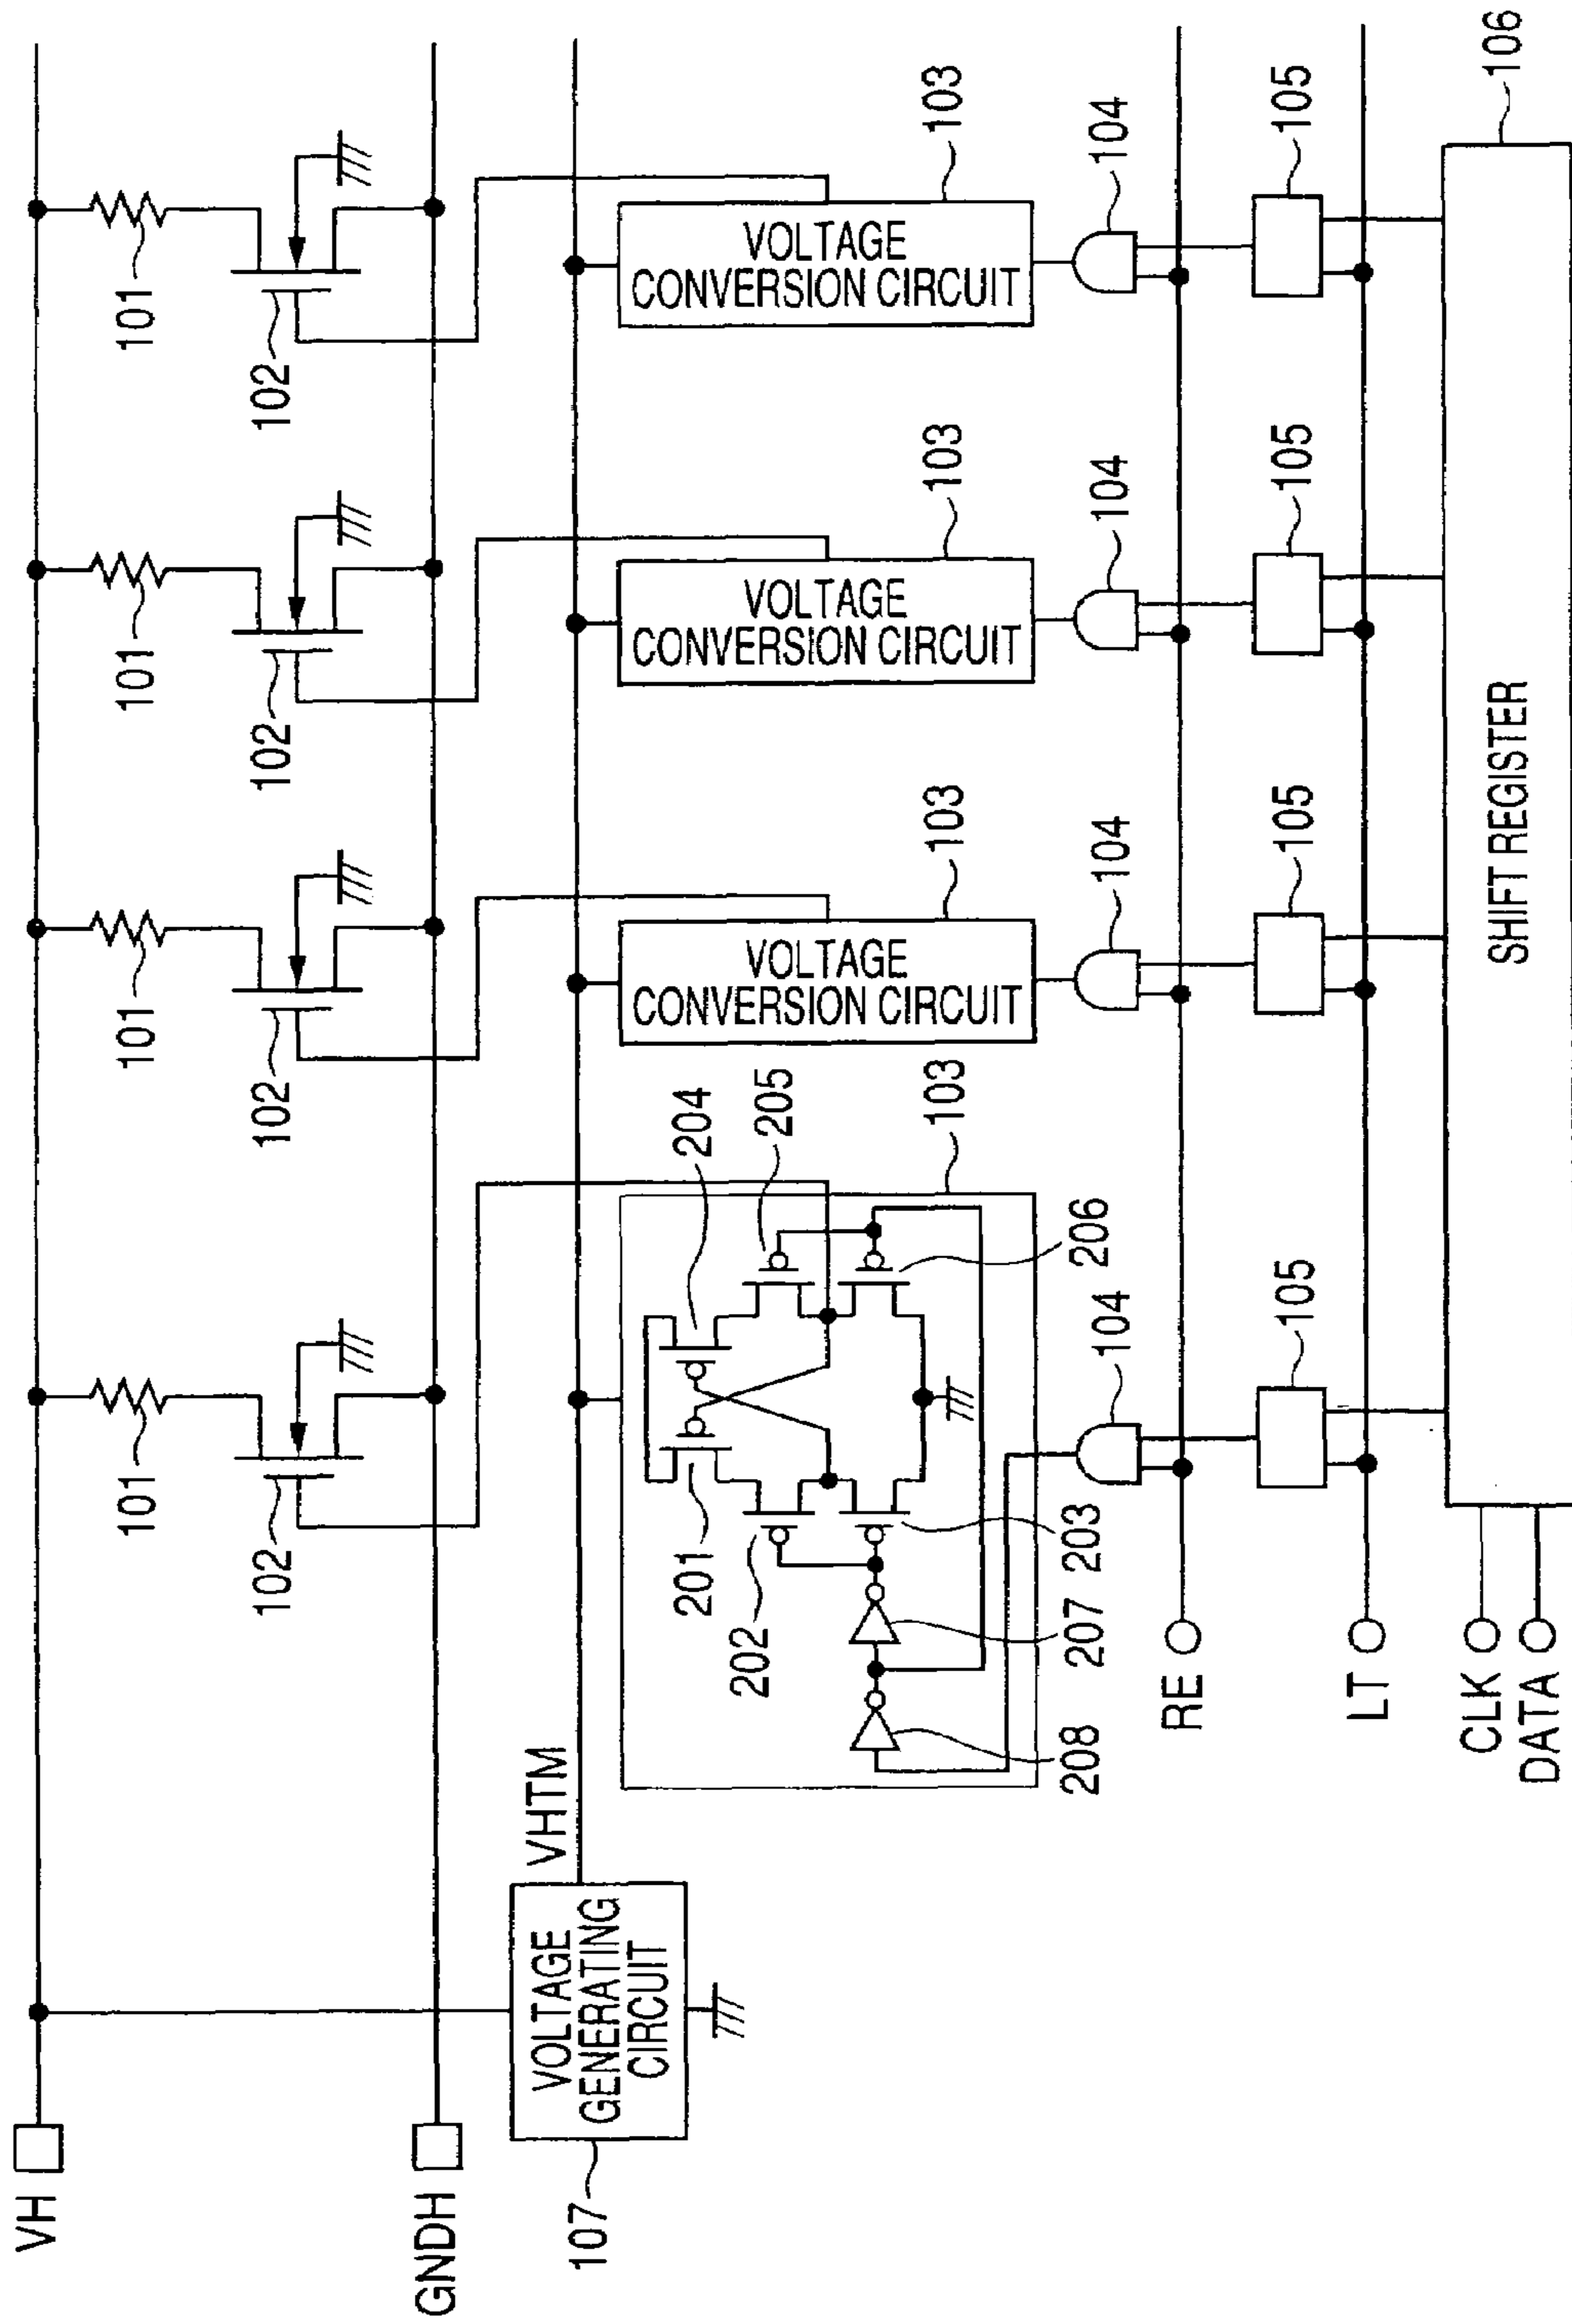 VH
GNDH
107
VOLTAGE
GENERATING
CIRCUIT
VHTM
101
101
101
101
102
102
102
102
103
103
103
103
VOLTAGE
CONVERSION CIRCUIT
VOLTAGE
CONVERSION CIRCUIT
VOLTAGE
CONVERSION CIRCUIT
201
202
203
204
205
206
207
208
104
104
104
104
RE
105
105
105
105
LT
CLK
DATA
SHIFT REGISTER
106